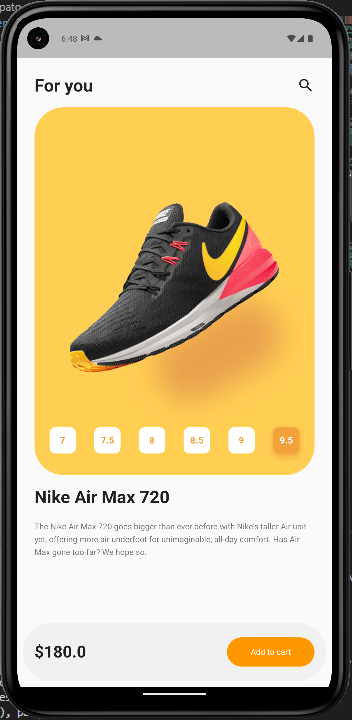 6:48
For you
7 7.5 8 8.5 9 9.5
Nike Air Max 720
The Nike Air Max 720 goes bigger than ever before with Nike's taller Air unit
yet, offering more air underfoot for unimaginable, all-day comfort. Has Air
Max gone too far? We hope so.
$180.0 Add to cart